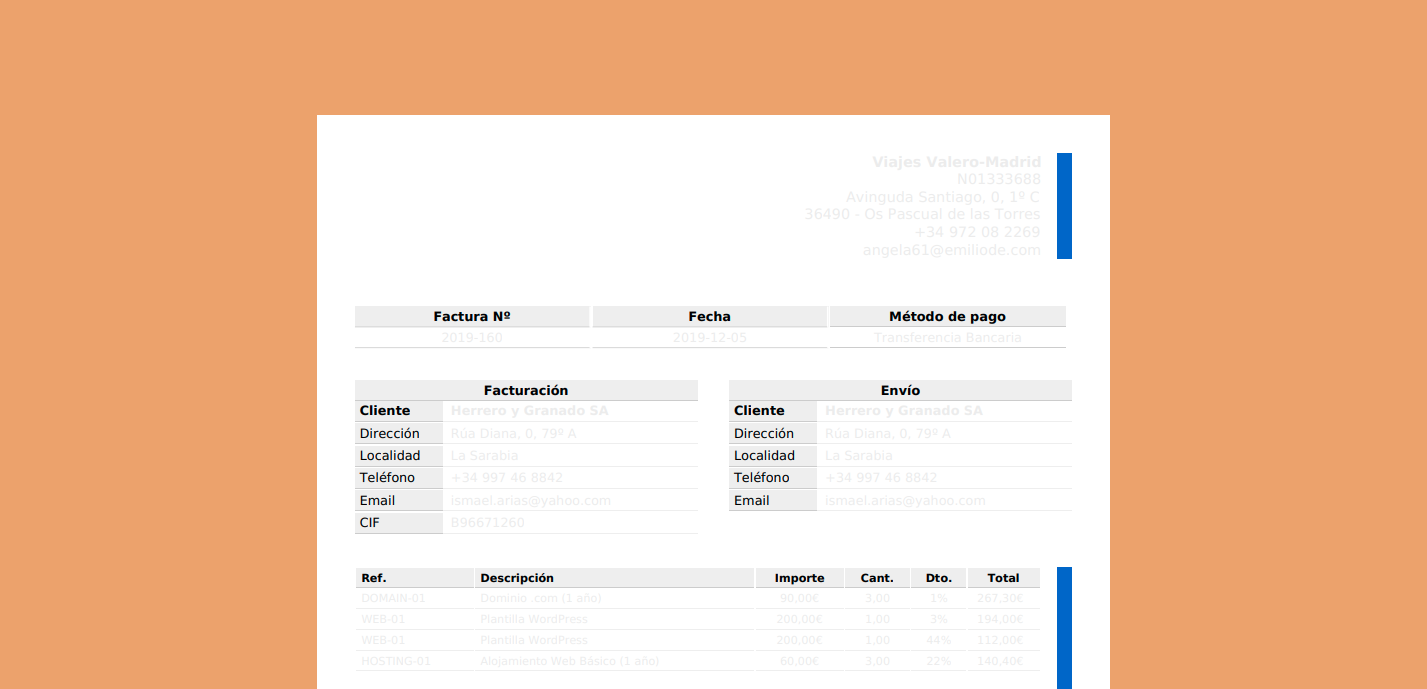 Viajes Valero-Madrid
N01333688
Avinguda Santiago, 0, 1º C
36490 - Os Pascual de las Torres
+34 972 08 2269
angela61@emiliode.com
Factura Nº Fecha Método de pago
2019-160 2019-12-05 Transferencia Bancaria
Facturación
Cliente Herrero y Granado SA
Dirección Rúa Diana, 0, 79º A
Localidad La Sarabia
Teléfono +34 997 46 8842
Email ismael.arias@yahoo.com
CIF B96671260
Envío
Cliente Herrero y Granado SA
Dirección Rúa Diana, 0, 79º A
Localidad La Sarabia
Teléfono +34 997 46 8842
Email ismael.arias@yahoo.com
Ref. Descripción Importe Cant. Dto. Total
DOMAIN-01 Dominio .com (1 año) 90,00€ 3,00 1% 267,30€
WEB-01 Plantilla WordPress 200,00€ 1,00 3% 194,00€
WEB-01 Plantilla WordPress 200,00€ 1,00 44% 112,00€
HOSTING-01 Alojamiento Web Básico (1 año) 60,00€ 3,00 22% 140,40€